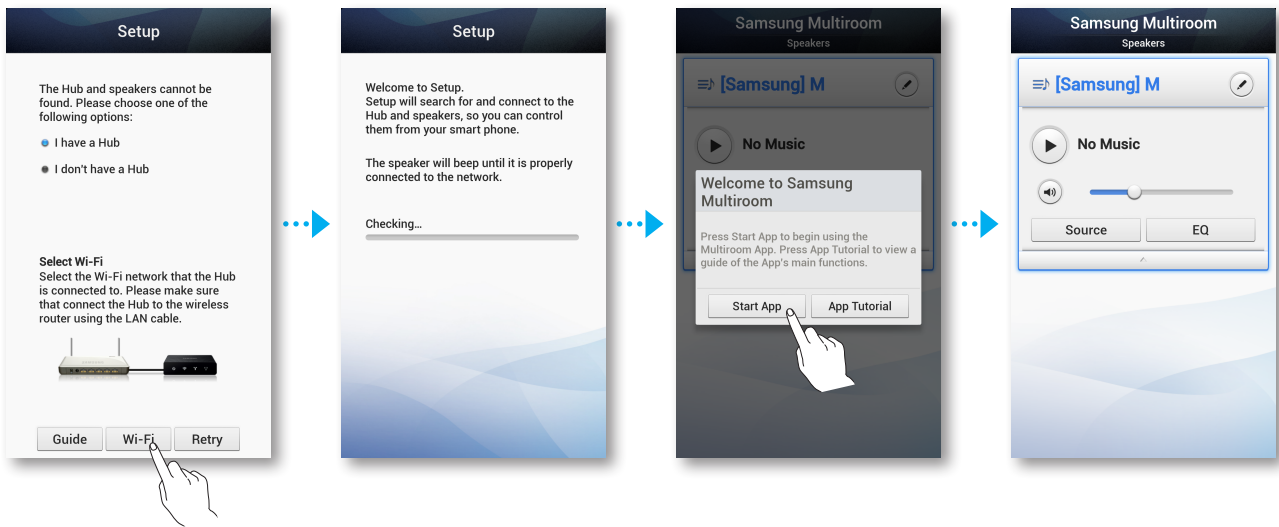 Setup
The Hub and speakers cannot be
found. Please choose one of the
following options:
I have a Hub
I don't have a Hub
Select Wi-Fi
Select the Wi-Fi network that the Hub
is connected to. Please make sure
that connect the Hub to the wireless
router using the LAN cable.
Guide
Wi-Fi
Retry
Setup
Welcome to Setup.
Setup will search for and connect to the
Hub and speakers, so you can control
them from your smart phone.
The speaker will beep until it is properly
connected to the network.
Checking...
Samsung Multiroom
Speakers
[Samsung] M
No Music
Welcome to Samsung
Multiroom
Press Start App to begin using the
Multiroom App. Press App Tutorial to view a
guide of the App's main functions.
Start App
App Tutorial
Samsung Multiroom
Speakers
[Samsung] M
No Music
Source
EQ